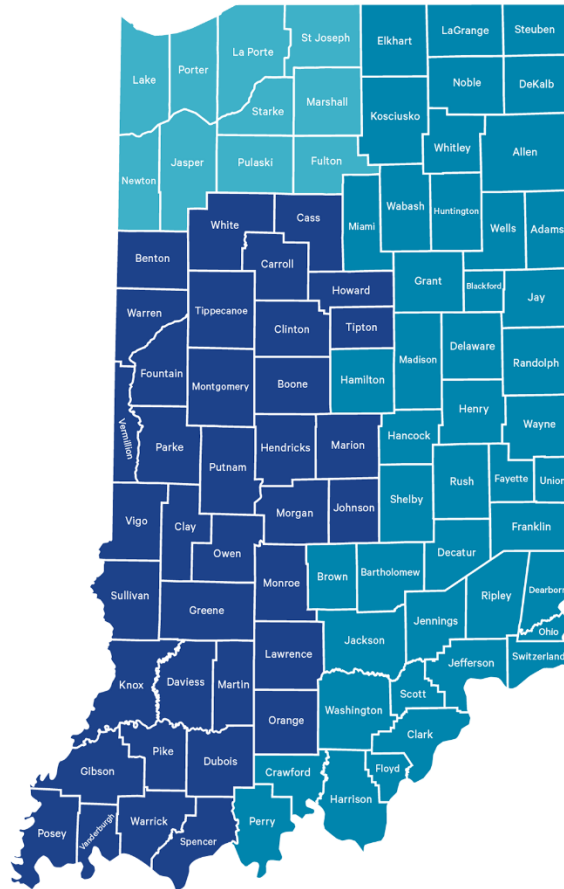 St Joseph
LaGrange
Steuben
La Porte
Elkhart
Porter
Lake
Noble
DeKalb
Marshall
Starke
Kosciusko
Whitley
Allen
Jasper
Pulaski
Fulton
Newton
Wabash
Huntington
Cass
White
Miami
Wells
Adams
Benton
Carroll
Grant
Howard
Blackford
Jay
Warren
Tippecanoe
Clinton
Tipton
Delaware
Madison
Randolph
Fountain
Hamilton
Montgomery
Boone
Henry
Vermillion
Wayne
Hendricks
Marion
Hancock
Parke
Putnam
Rush
Fayette
Union
Shelby
Morgan
Johnson
Vigo
Clay
Franklin
Owen
Decatur
Monroe
Brown
Bartholomew
Dearborn
Sullivan
Ripley
Greene
Jennings
Ohio
Jackson
Lawrence
Switzerland
Jefferson
Knox
Daviess
Martin
Scott
Washington
Orange
Clark
Pike
Dubois
Floyd
Gibson
Crawford
Harrison
Perry
Warrick
Posey
Vanderburgh
Spencer